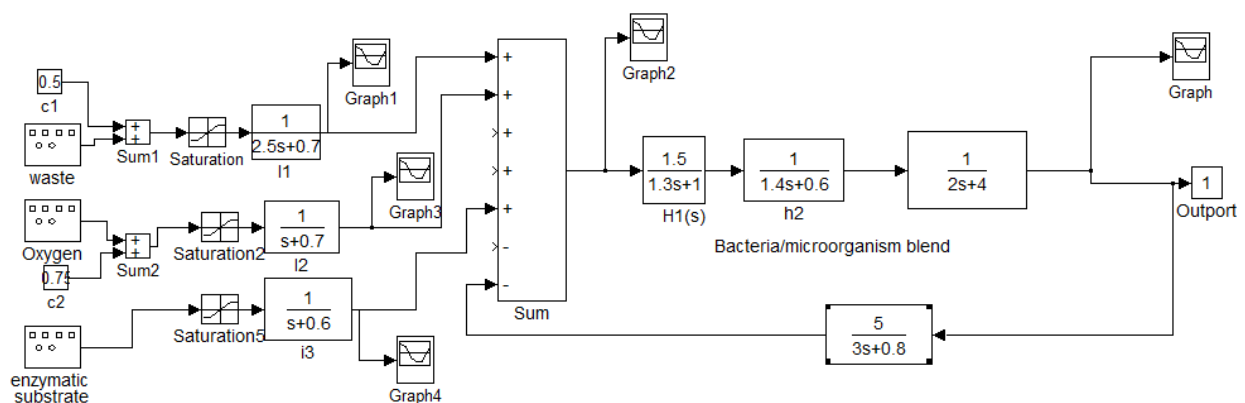 0.5
c1
waste
+
+
Sum1
Saturation
1
2.5s+0.7
I1
Graph1
Oxygen
0.75
c2
+
+
Sum2
Saturation2
1
s+0.7
I2
Graph3
enzymatic
substrate
Saturation5
1
s+0.6
i3
Graph4
+
+
+
+
+
-
-
Sum
Graph2
1.5
1.3s+1
H1(s)
1
1.4s+0.6
h2
1
2s+4
Graph
1
Outport
Bacteria/microorganism blend
5
3s+0.8